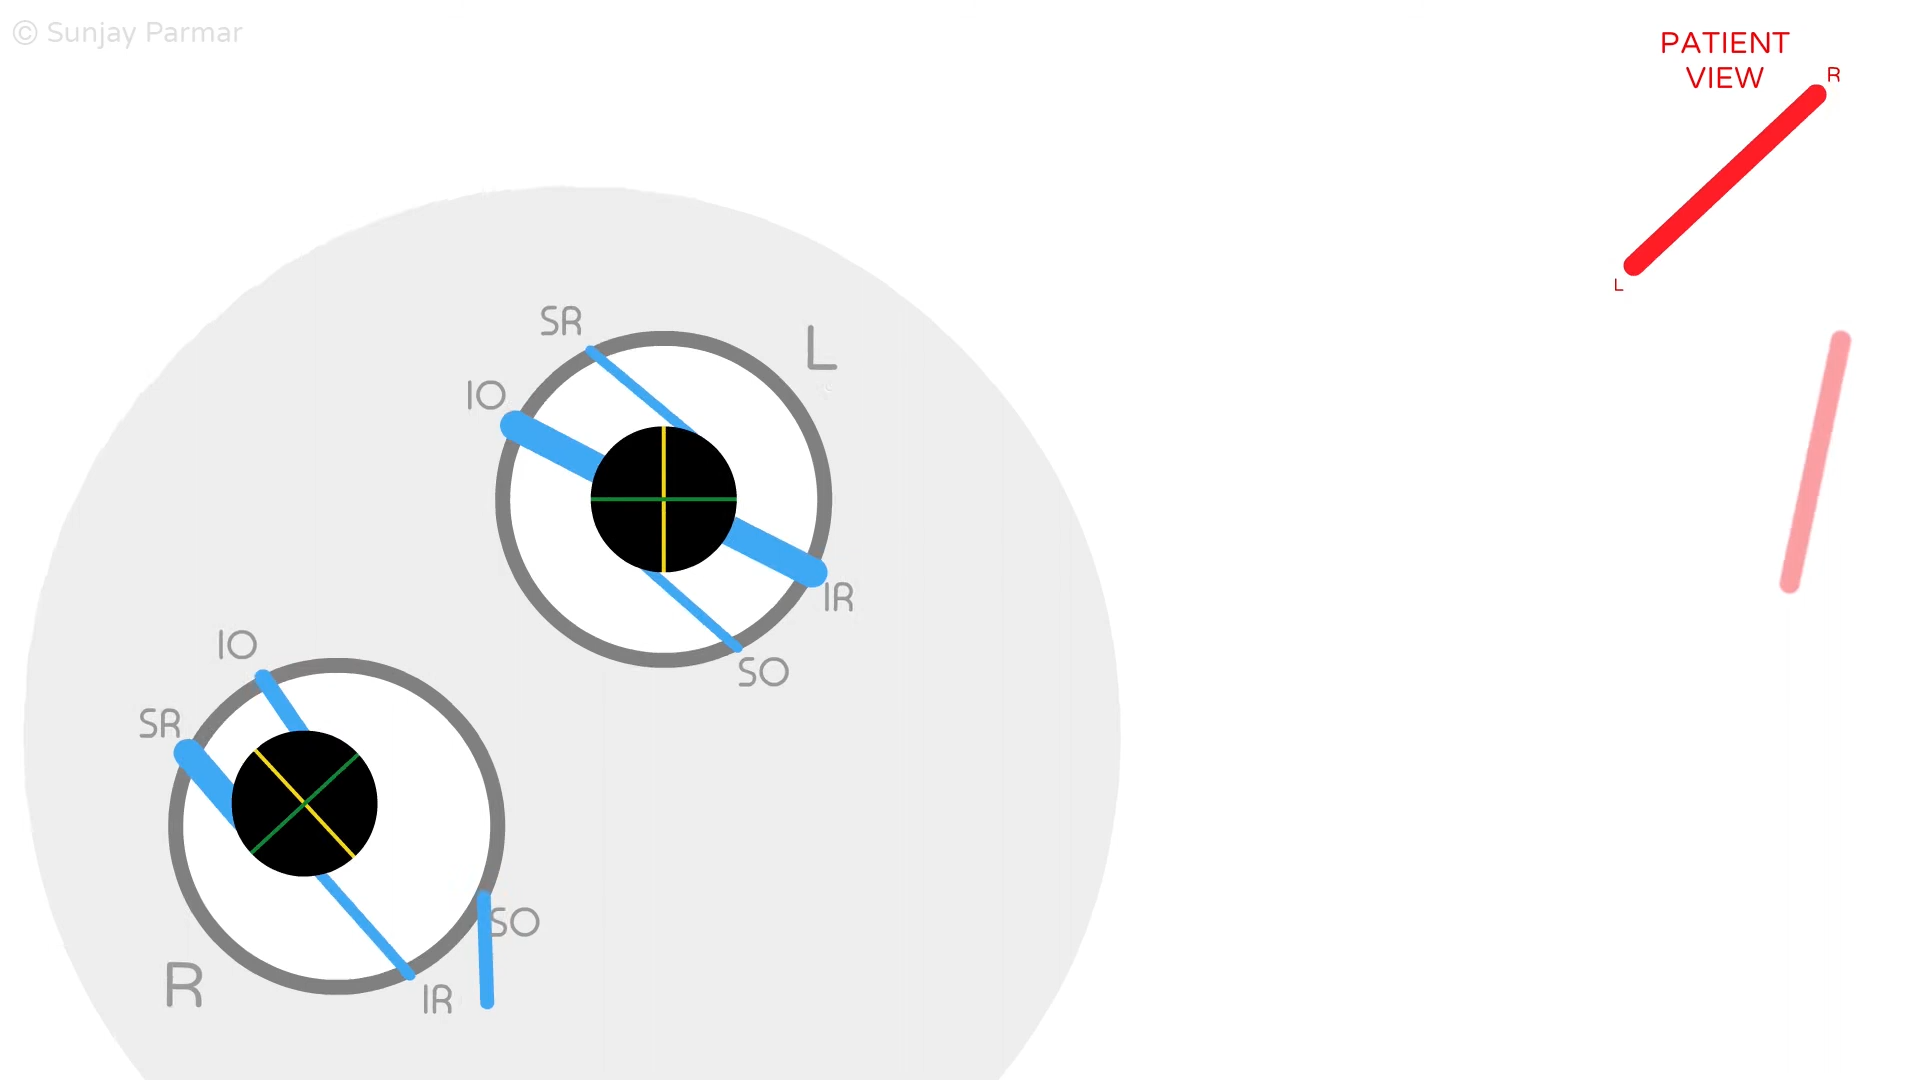 © Sunjay Parmar
PATIENT
VIEW
R
L
SR
L
IO
IR
IO
SO
SR
SO
R
IR